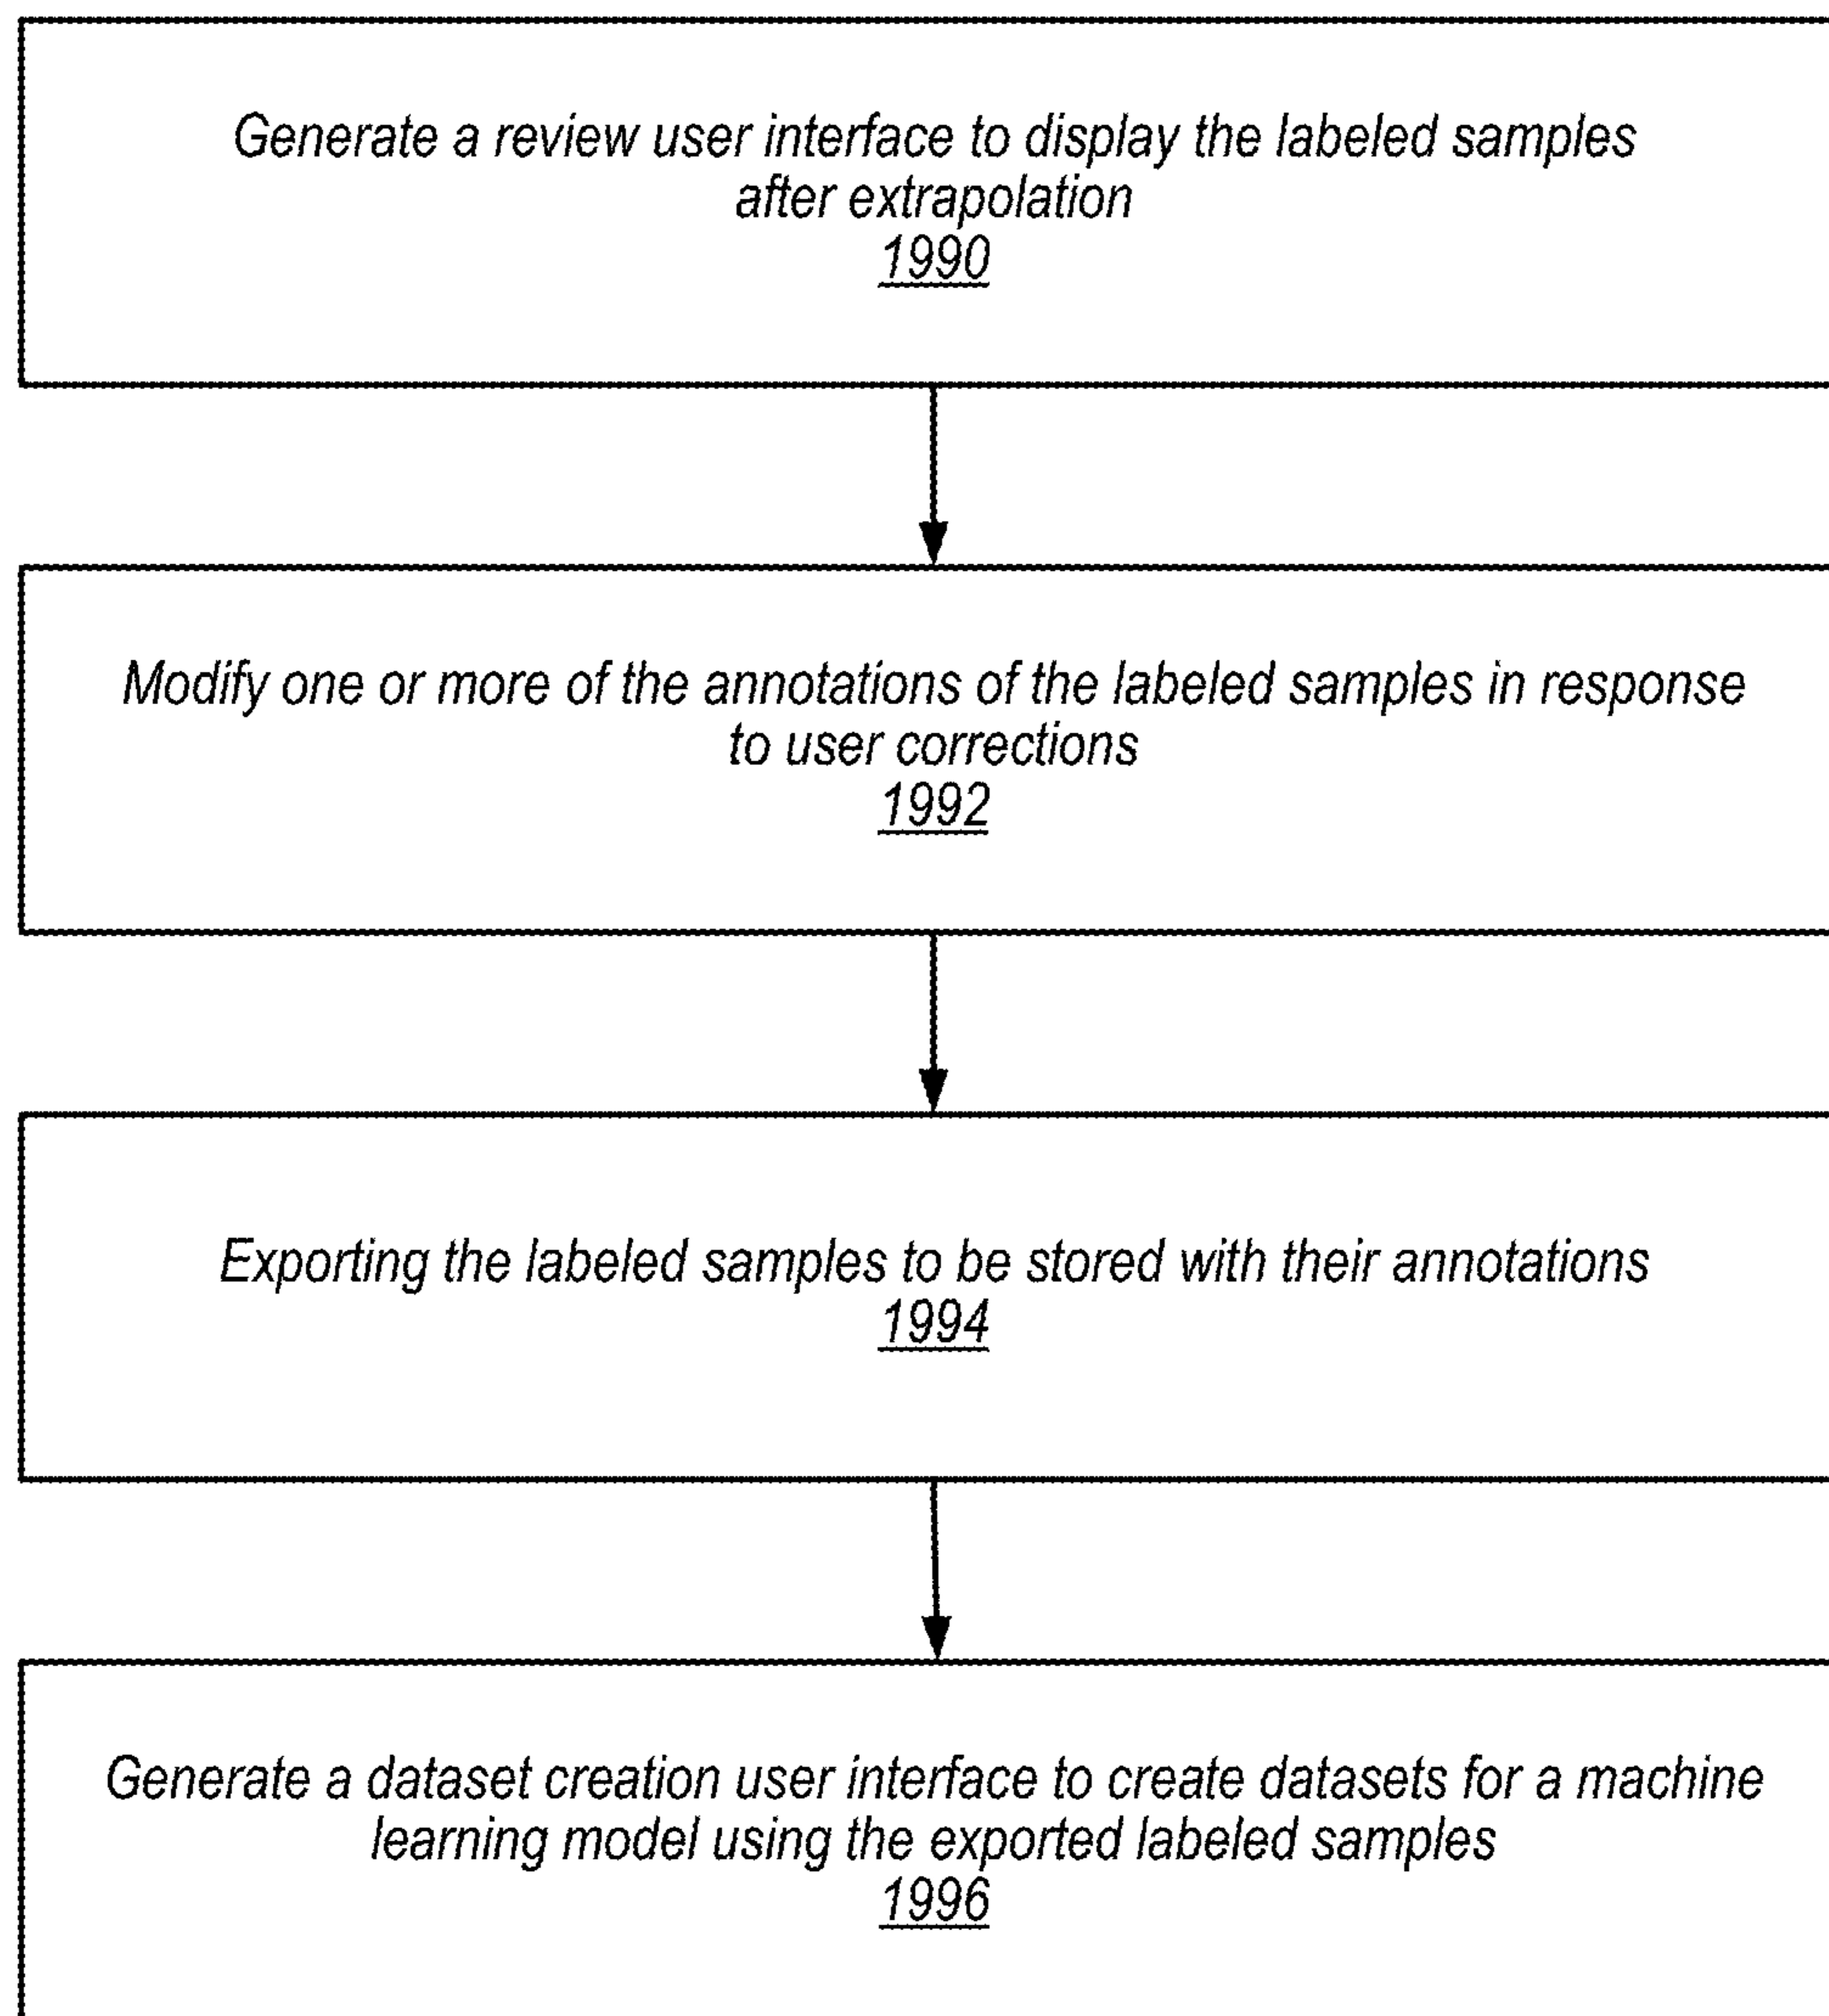 Generate a review user interface to display the labeled samples
after extrapolation
1990
Modify one or more of the annotations of the labeled samples in response
to user corrections
1992
Exporting the labeled samples to be stored with their annotations
1994
Generate a dataset creation user interface to create datasets for a machine
learning model using the exported labeled samples
1996